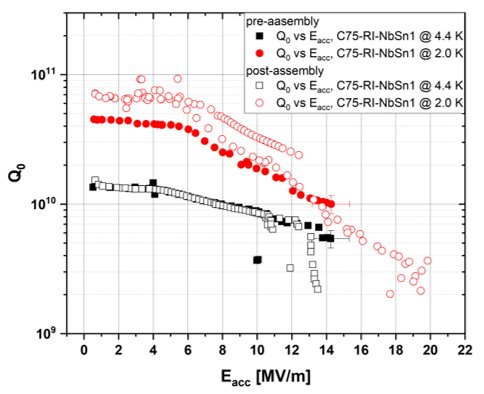 pre-aasembly
Q0 vs Eacc, C75-RI-NbSn1 @ 4.4 K
Q0 vs Eacc, C75-RI-NbSn1 @ 2.0 K
post-assembly
Q0 vs Eacc, C75-RI-NbSn1 @ 4.4 K
Q0 vs Eacc, C75-RI-NbSn1 @ 2.0 K
10^11
10^10
10^9
Q0
0 2 4 6 8 10 12 14 16 18 20 22
Eacc [MV/m]